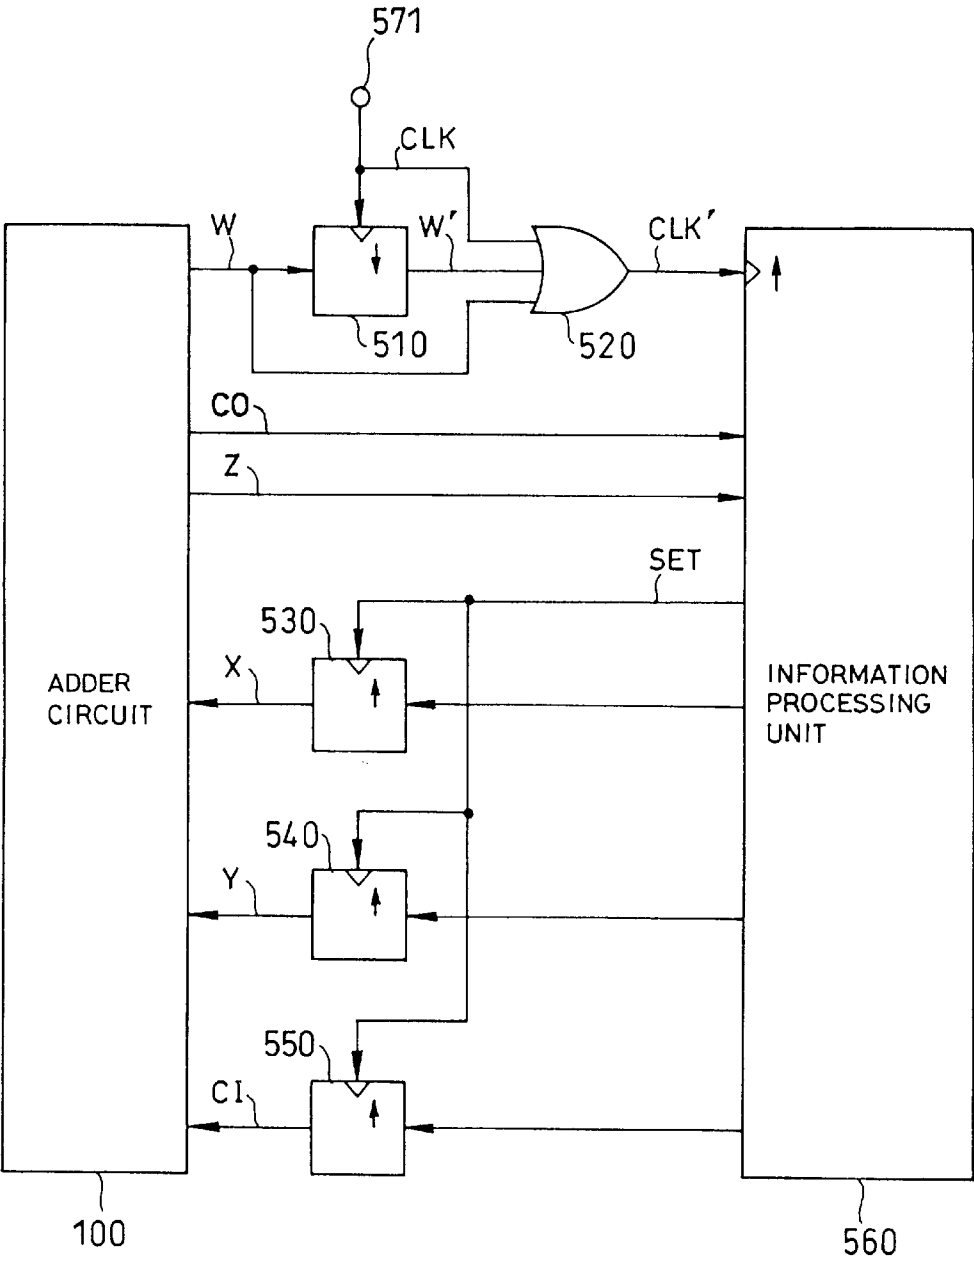 571
CLK
W
W'
CLK'
510
520
CO
Z
SET
530
X
ADDER
CIRCUIT
INFORMATION
PROCESSING
UNIT
540
Y
550
CI
100
560